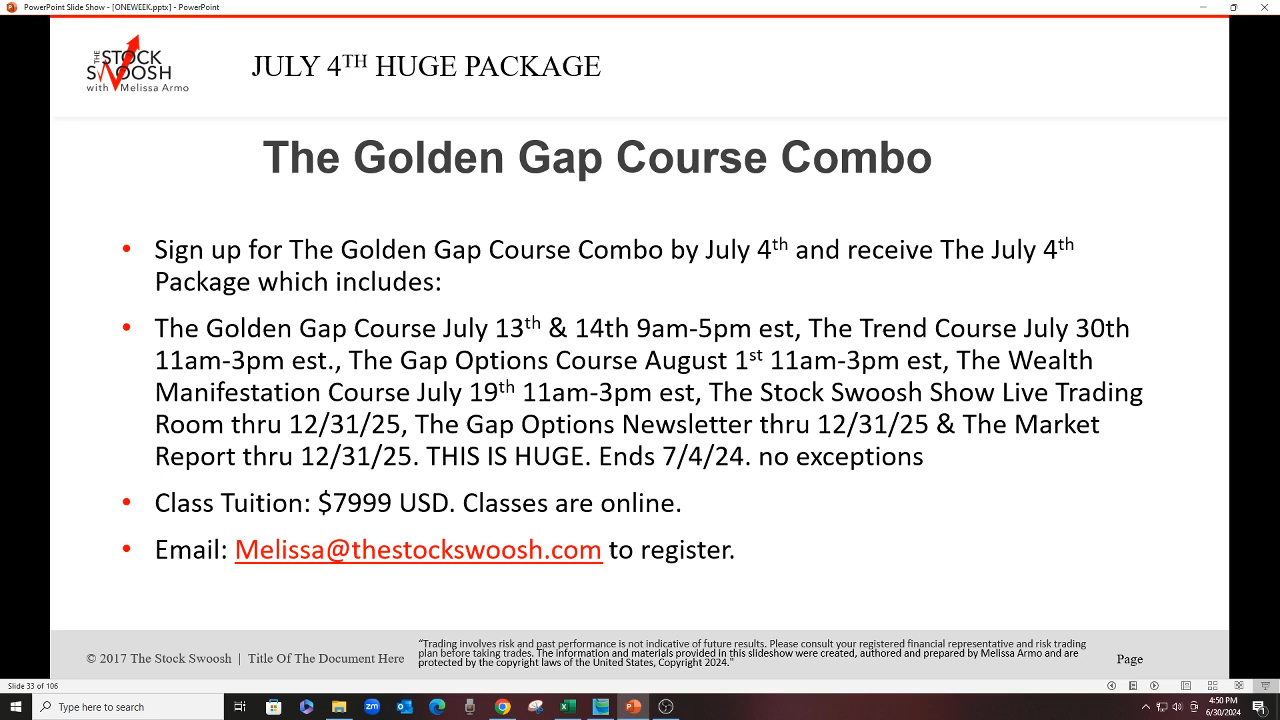 PowerPoint Slide Show - [ONEWEEK.pptx] - PowerPoint
THE
STOCK
SWOOSH
with Melissa Armo
JULY 4TH HUGE PACKAGE
The Golden Gap Course Combo
• Sign up for The Golden Gap Course Combo by July 4th and receive The July 4th
Package which includes:
• The Golden Gap Course July 13th & 14th 9am-5pm est, The Trend Course July 30th
11am-3pm est., The Gap Options Course August 1st 11am-3pm est, The Wealth
Manifestation Course July 19th 11am-3pm est, The Stock Swoosh Show Live Trading
Room thru 12/31/25, The Gap Options Newsletter thru 12/31/25 & The Market
Report thru 12/31/25. THIS IS HUGE. Ends 7/4/24. no exceptions
• Class Tuition: $7999 USD. Classes are online.
• Email: Melissa@thestockswoosh.com to register.
© 2017 The Stock Swoosh | Title Of The Document Here
"Trading involves risk and past performance is not indicative of future results. Please consult your registered financial representative and risk trading
plan before taking trades. The information and materials provided in this slideshow were created, authored and prepared by Melissa Armo and are
protected by the copyright laws of the United States, Copyright 2024."
Page
Slide 33 of 106
Type here to search
4:50 PM
6/30/2024